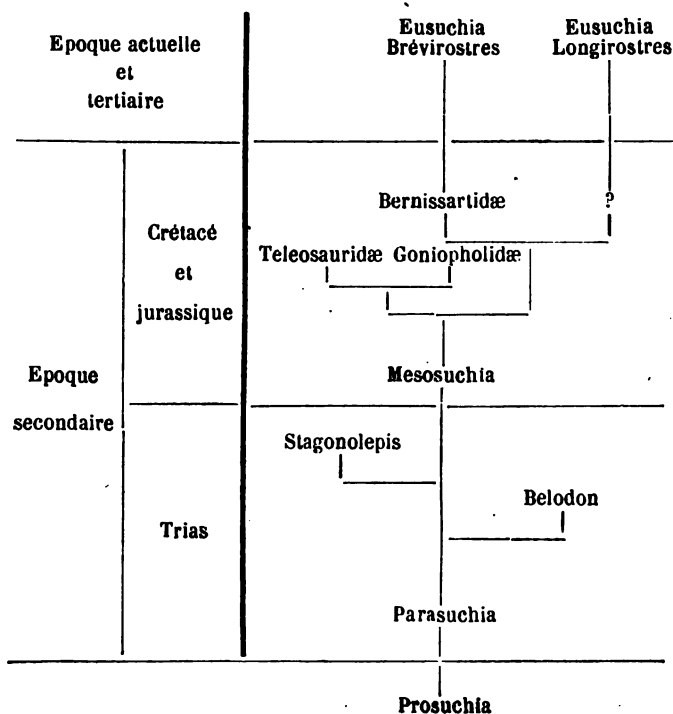 Epoque actuelle
et
tertiaire
Eusuchia
Brévirostres
Eusuchia
Longirostres
Bernissartidæ
?
Crétacé
et
jurassique
Teleosauridæ Goniopholidæ
Epoque
secondaire
Mesosuchia
Stagonolepis
Belodon
Trias
Parasuchia
Prosuchia